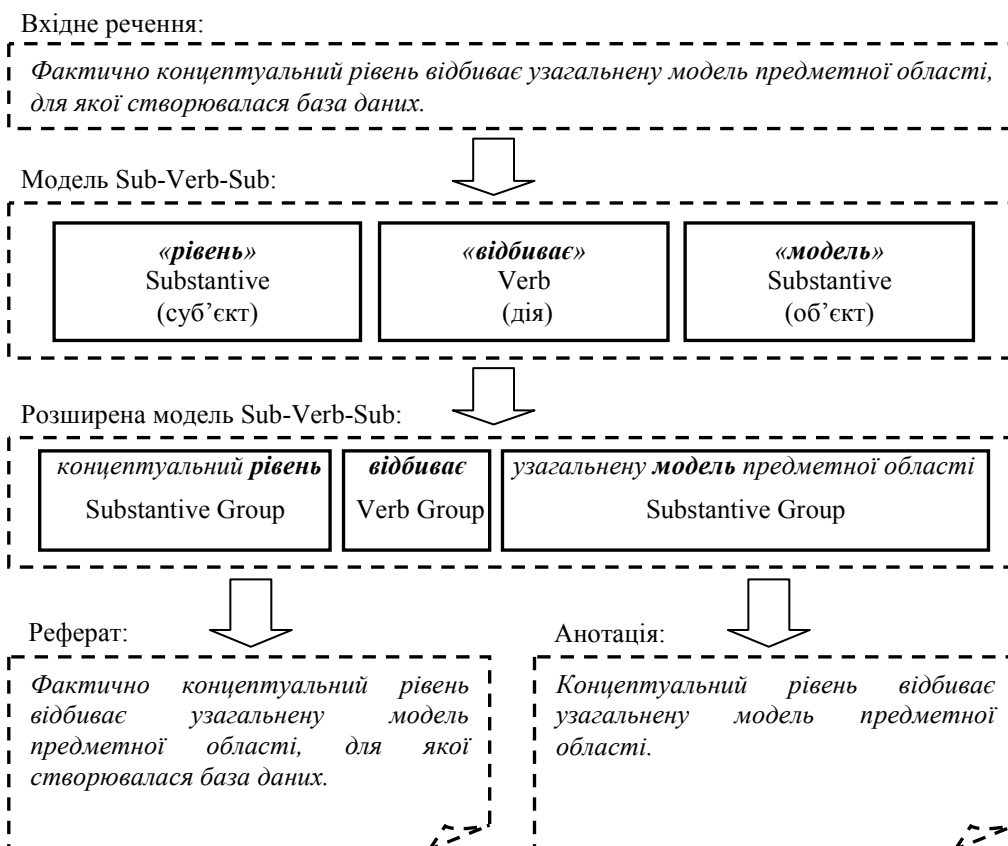 Вхідне речення:
Фактично концептуальний рівень відбиває узагальнену модель предметної області,
для якої створювалася база даних.
Модель Sub-Verb-Sub:
«рівень»
Substantive
(суб’єкт)
«відбиває»
Verb
(дія)
«модель»
Substantive
(об’єкт)
Розширена модель Sub-Verb-Sub:
концептуальний рівень
Substantive Group
відбиває
Verb Group
узагальнену модель предметної області
Substantive Group
Реферат:
Фактично концептуальний рівень
відбиває узагальнену модель
предметної області, для якої
створювалася база даних.
Анотація:
Концептуальний рівень відбиває
узагальнену модель предметної
області.